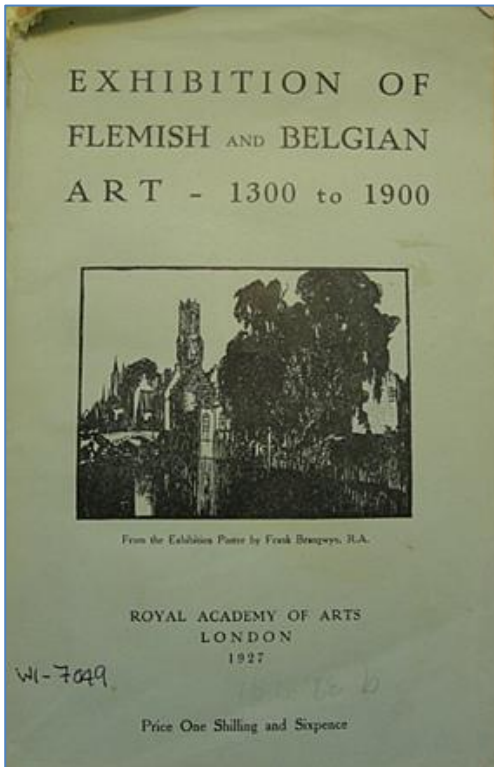 EXHIBITION OF
FLEMISH AND BELGIAN
ART - 1300 to 1900
From the Exhibition Poster by Frank Brangwyn, R.A.
ROYAL ACADEMY OF ARTS
LONDON
1927
WI-7049.
Price One Shilling and Sixpence